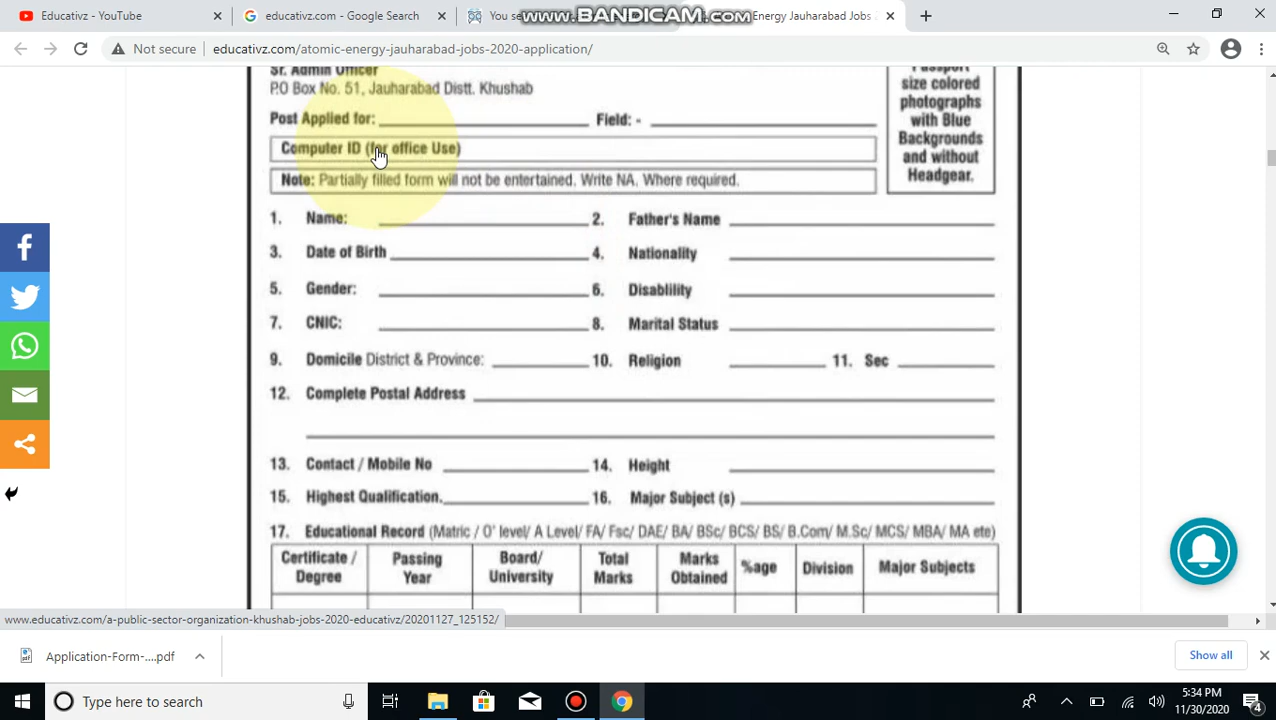 Educativz - YouTube
educativz.com - Google Search
You se
www.BANDICAM.com
Energy Jauharabad Jobs
Not secure
educativz.com/atomic-energy-jauharabad-jobs-2020-application/
Sr. Admin Officer
P.O Box No. 51, Jauharabad Distt. Khushab
Passport
size colored
photographs
with Blue
Backgrounds
and without
Headgear.
Post Applied for:
Field: -
Computer ID (for office Use)
Note: Partially filled form will not be entertained. Write NA. Where required.
1. Name: 2. Father's Name
3. Date of Birth 4. Nationality
5. Gender: 6. Disablility
7. CNIC: 8. Marital Status
9. Domicile District & Province: 10. Religion 11. Sec
12. Complete Postal Address
13. Contact / Mobile No 14. Height
15. Highest Qualification. 16. Major Subject (s)
17. Educational Record (Matric / O' level/ A Level/ FA/ Fsc/ DAE/ BA/ BSc/ BCS/ BS/ B.Com/ M.Sc/ MCS/ MBA/ MA ete)
Certificate / Degree
Passing Year
Board/ University
Total Marks
Marks Obtained
%age
Division
Major Subjects
www.educativz.com/a-public-sector-organization-khushab-jobs-2020-educativz/20201127_125152/
Application-Form-....pdf
Show all
Type here to search
5:34 PM
11/30/2020
4